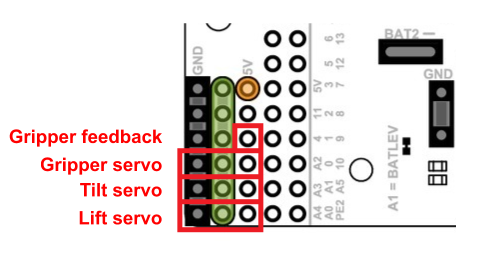 BAT2 —
GND
5V
GND
6 13
5 12
5V 3 7
11 2 8
4 1 9
A2 0 10
A3 A1 A5
A4 A0 PE2
A1 = BATLEV
Gripper feedback
Gripper servo
Tilt servo
Lift servo